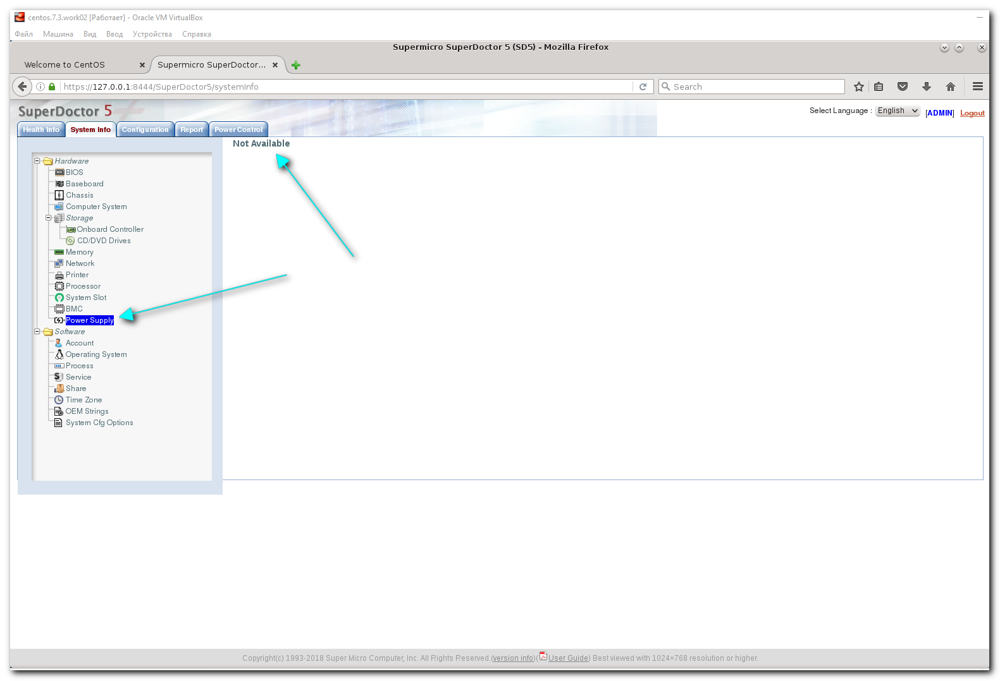 centos.7.3.work02 [Работает] - Oracle VM VirtualBox
Файл Машина Вид Ввод Устройства Справка
Supermicro SuperDoctor 5 (SD5) - Mozilla Firefox
Welcome to CentOS
Supermicro SuperDoctor...
https://127.0.0.1:8444/SuperDoctor5/systemInfo
Search
SuperDoctor 5
Select Language : English [ADMIN] Logout
Health Info System Info Configuration Report Power Control
Not Available
Hardware
BIOS
Baseboard
Chassis
Computer System
Storage
Onboard Controller
CD/DVD Drives
Memory
Network
Printer
Processor
System Slot
BMC
Power Supply
Software
Account
Operating System
Process
Service
Share
Time Zone
OEM Strings
System Cfg Options
Copyright(c) 1993-2018 Super Micro Computer, Inc. All Rights Reserved.(version info)(User Guide) Best viewed with 1024×768 resolution or higher.